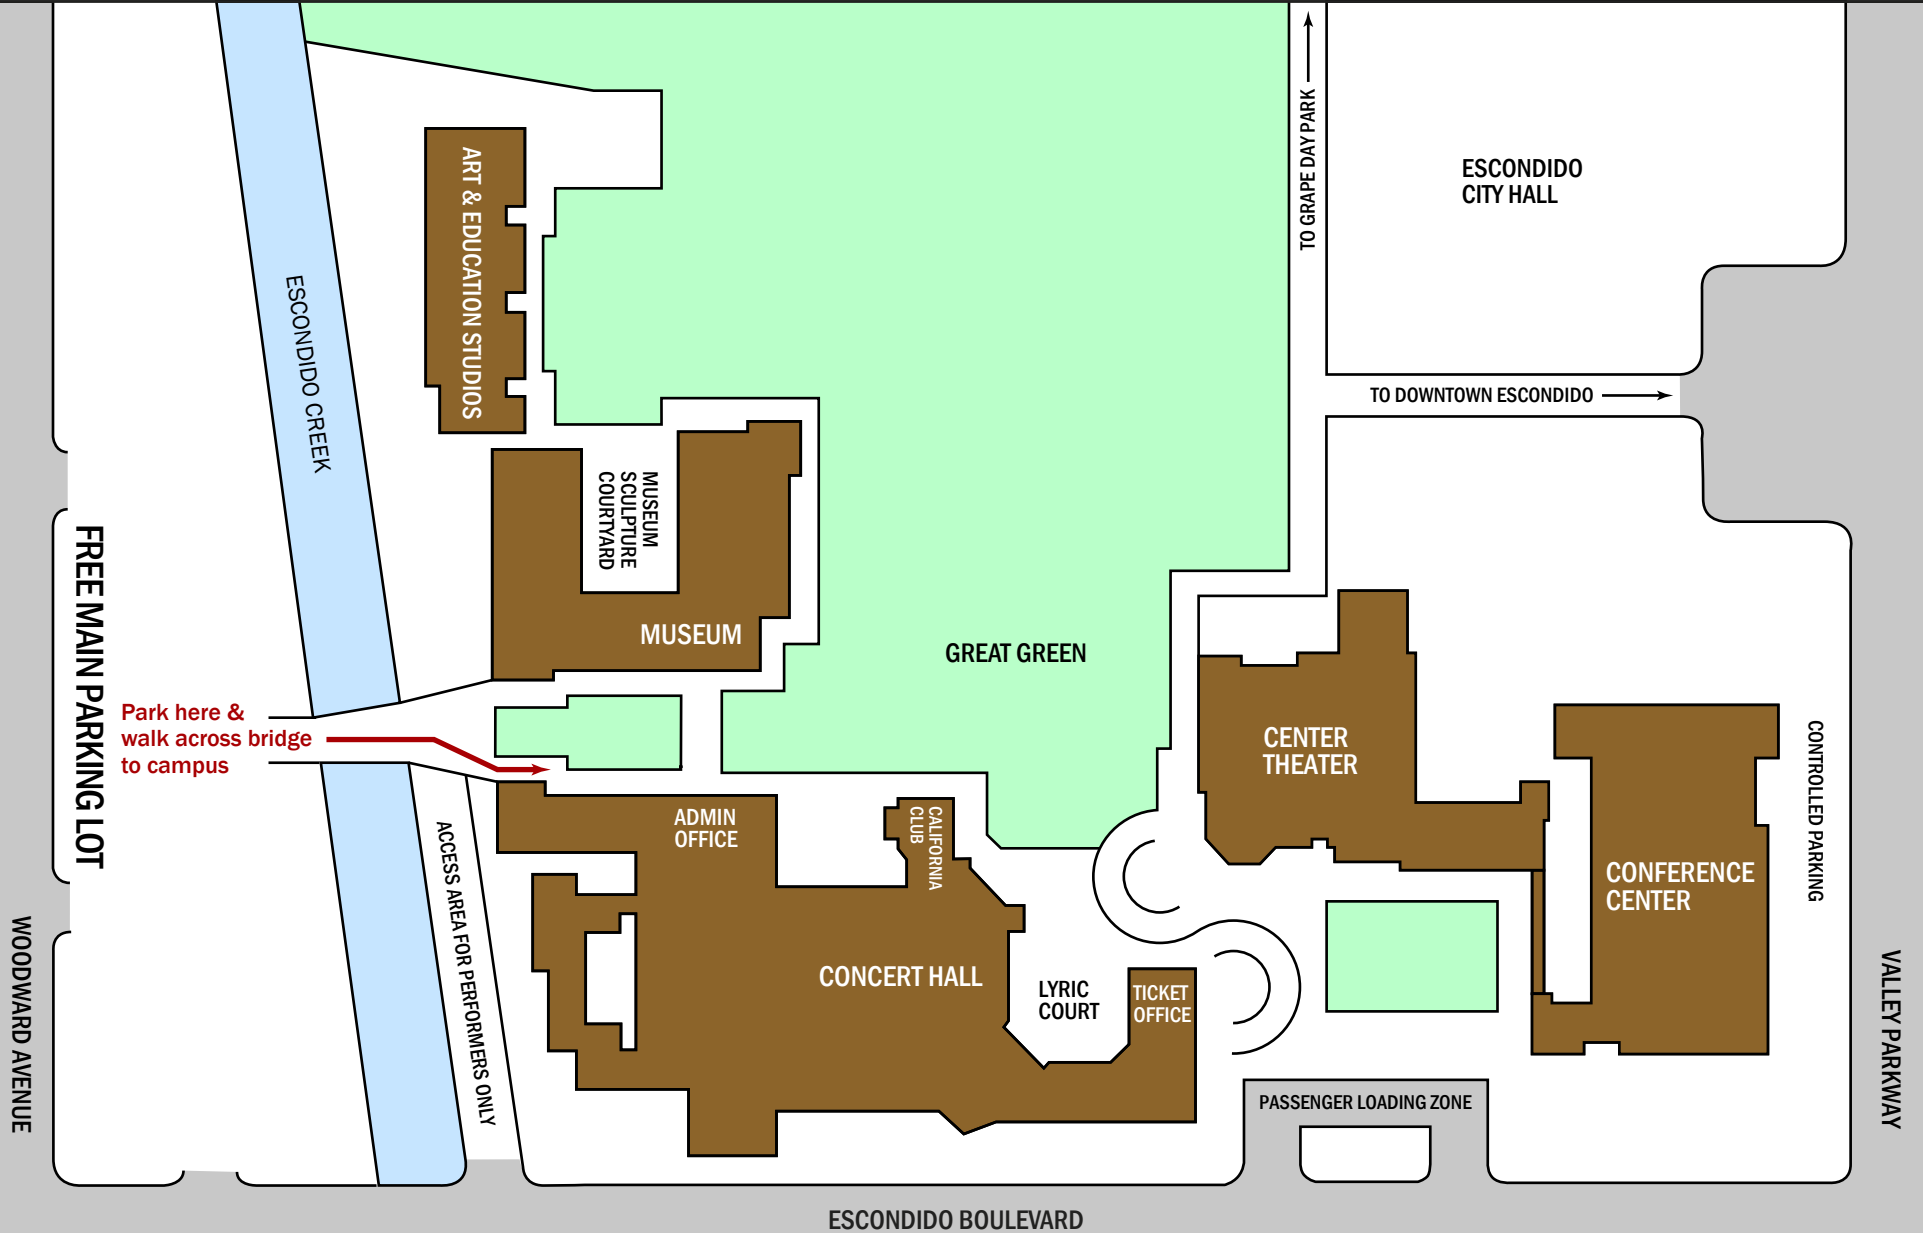 TO GRAPE DAY PARK
ESCONDIDO
CITY HALL
ART & EDUCATION STUDIOS
ESCONDIDO CREEK
TO DOWNTOWN ESCONDIDO
MUSEUM
SCULPTURE
COURTYARD
MUSEUM
GREAT GREEN
FREE MAIN PARKING LOT
Park here &
walk across bridge
to campus
CENTER
THEATER
CONTROLLED PARKING
ADMIN
OFFICE
CALIFORNIA
CLUB
CONFERENCE
CENTER
ACCESS AREA FOR PERFORMERS ONLY
CONCERT HALL
LYRIC
COURT
TICKET
OFFICE
WOODWARD AVENUE
VALLEY PARKWAY
PASSENGER LOADING ZONE
ESCONDIDO BOULEVARD